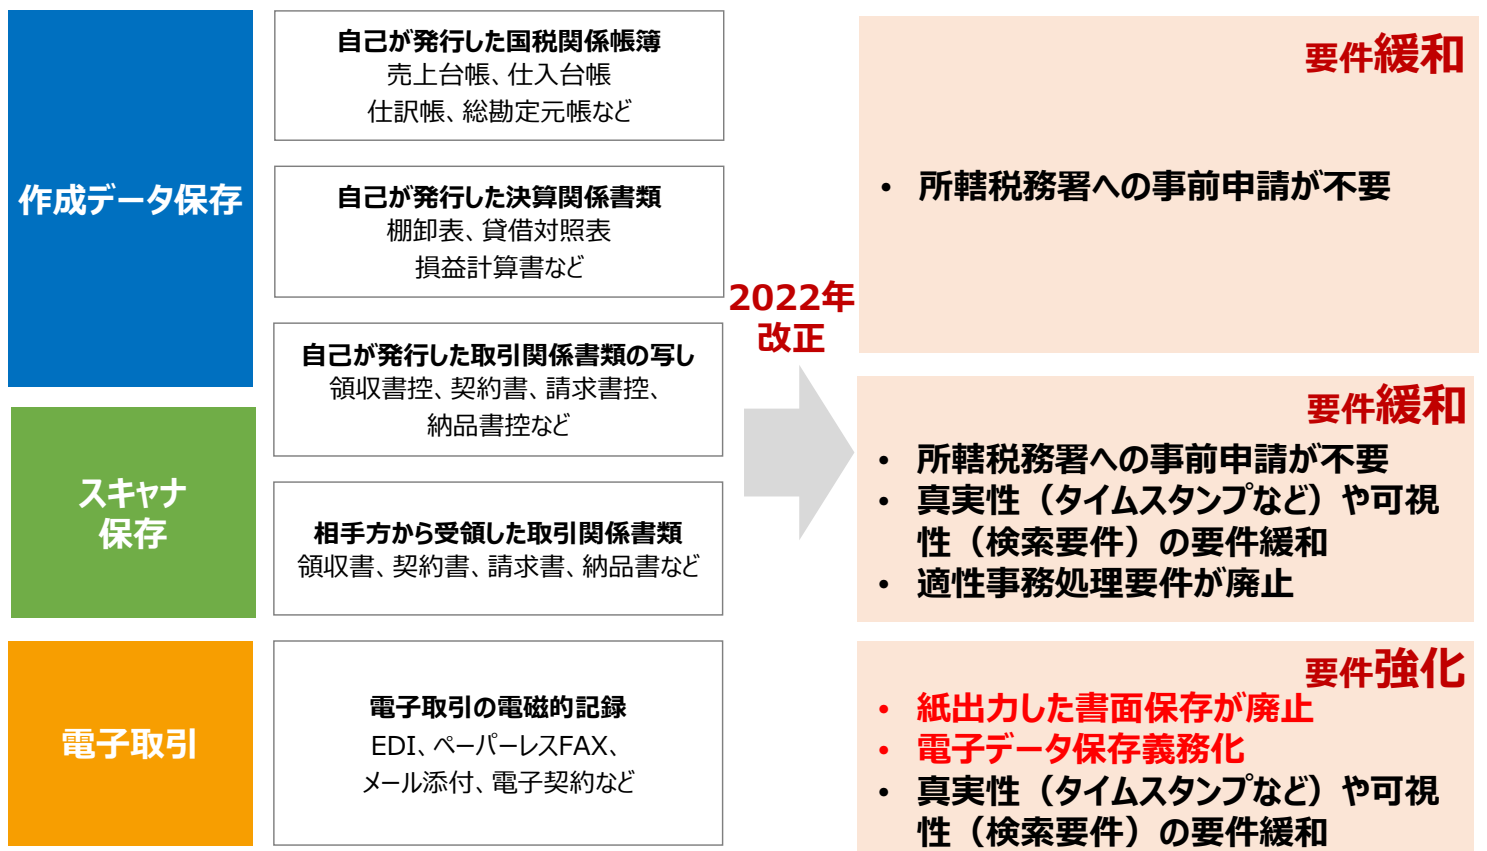 作成データ保存
自己が発行した国税関係帳簿
売上台帳、仕入台帳
仕訳帳、総勘定元帳など
自己が発行した決算関係書類
棚卸表、貸借対照表
損益計算書など
自己が発行した取引関係書類の写し
領収書控、契約書、請求書控、
納品書控など
スキャナ
保存
相手方から受領した取引関係書類
領収書、契約書、請求書、納品書など
電子取引
電子取引の電磁的記録
EDI、ペーパーレスFAX、
メール添付、電子契約など
2022年
改正
要件緩和
• 所轄税務署への事前申請が不要
要件緩和
• 所轄税務署への事前申請が不要
• 真実性（タイムスタンプなど）や可視
性（検索要件）の要件緩和
• 適性事務処理要件が廃止
要件強化
• 紙出力した書面保存が廃止
• 電子データ保存義務化
• 真実性（タイムスタンプなど）や可視
性（検索要件）の要件緩和